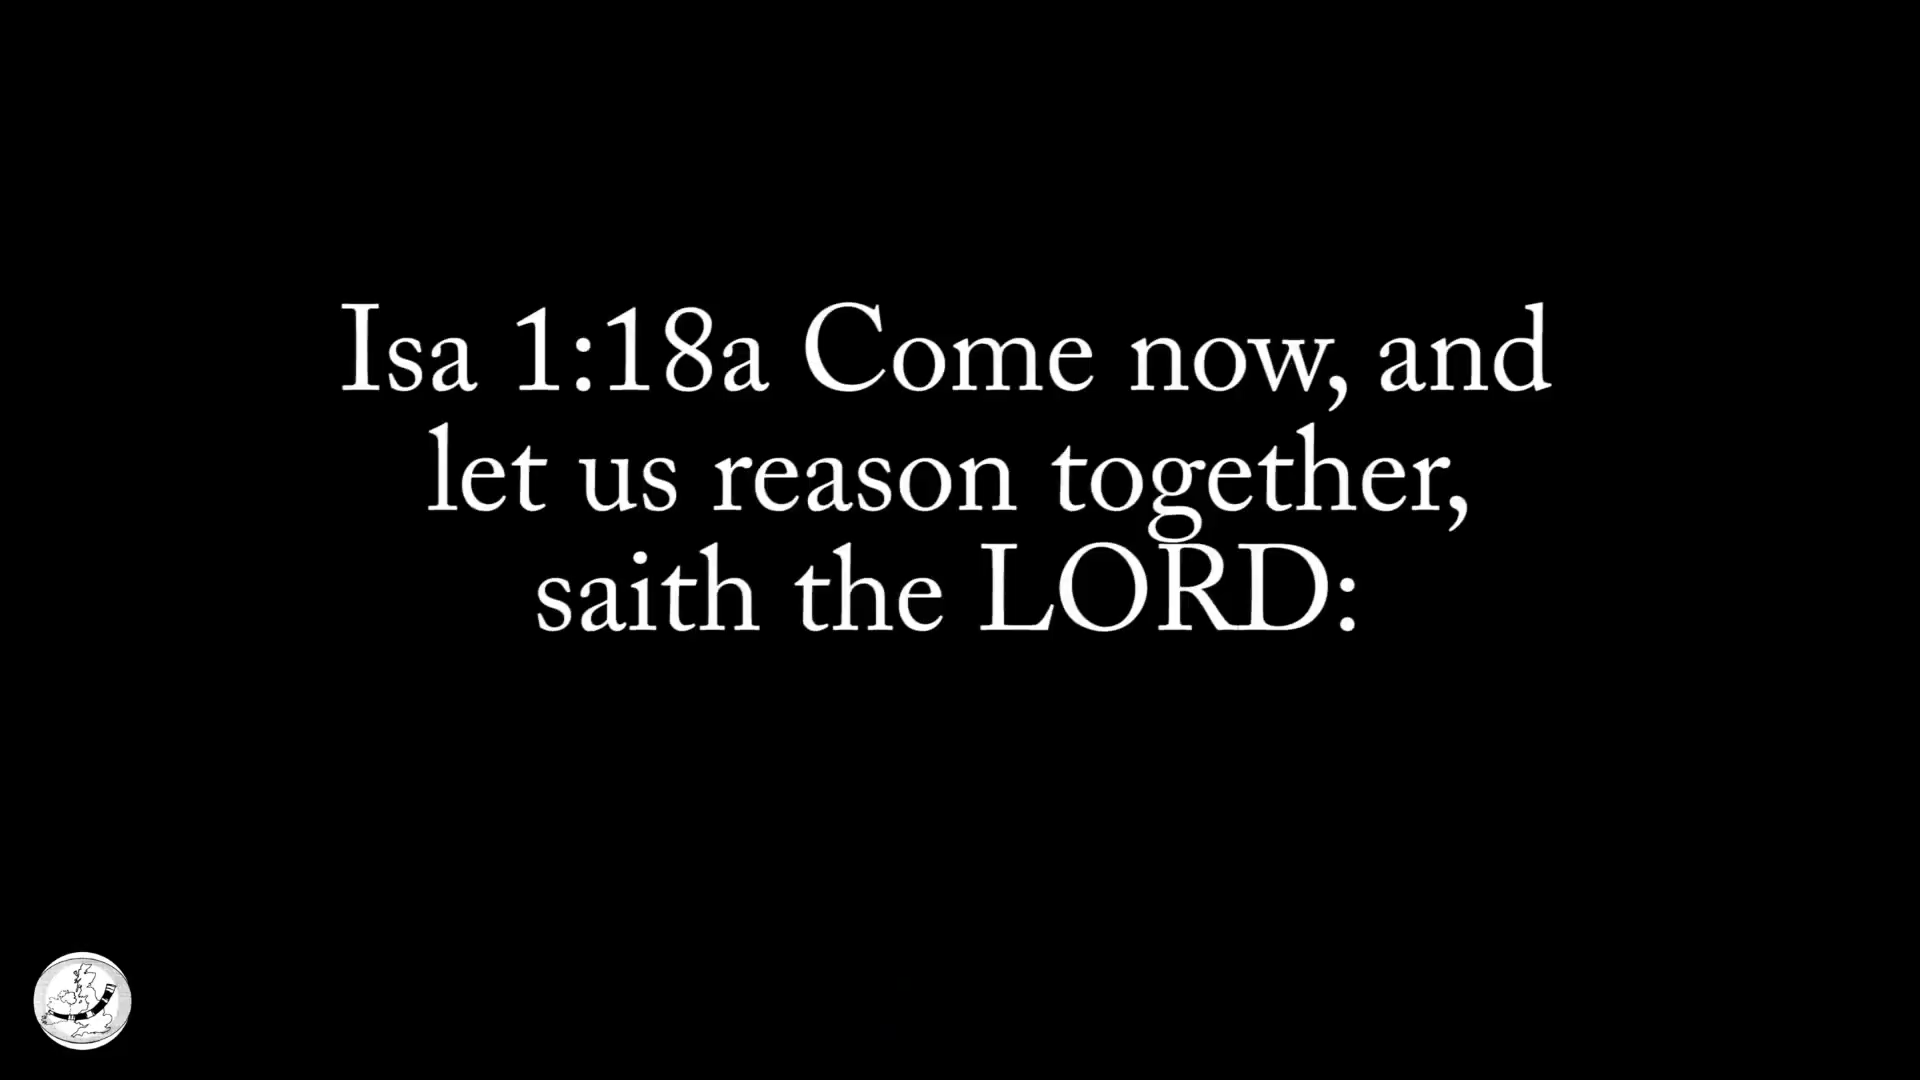 Isa 1:18a Come now, and
let us reason together,
saith the LORD: